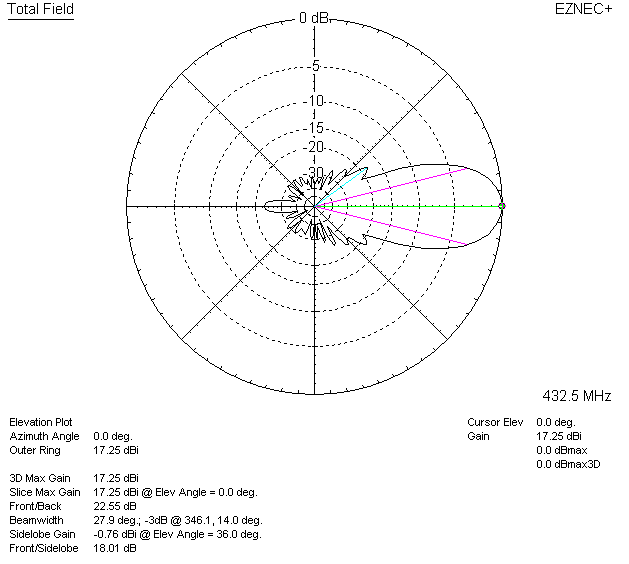 Total Field
EZNEC+
0 dB
-5
-10
-15
-20
-30
432.5 MHz
Elevation Plot
Azimuth Angle 0.0 deg.
Outer Ring 17.25 dBi
Cursor Elev 0.0 deg.
Gain 17.25 dBi
0.0 dBmax
0.0 dBmax3D
3D Max Gain 17.25 dBi
Slice Max Gain 17.25 dBi @ Elev Angle = 0.0 deg.
Front/Back 22.55 dB
Beamwidth 27.9 deg.; -3dB @ 346.1, 14.0 deg.
Sidelobe Gain -0.76 dBi @ Elev Angle = 36.0 deg.
Front/Sidelobe 18.01 dB